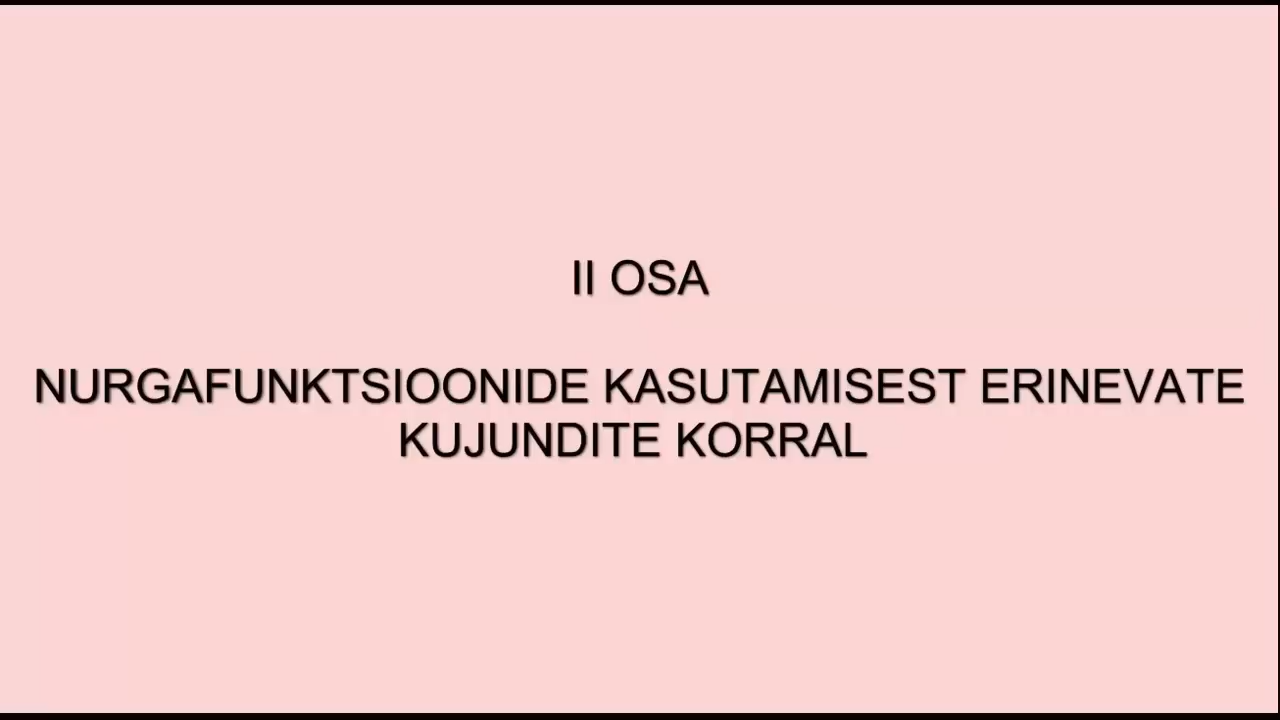 II OSA
NURGAFUNKTSIOONIDE KASUTAMISEST ERINEVATE
KUJUNDITE KORRAL